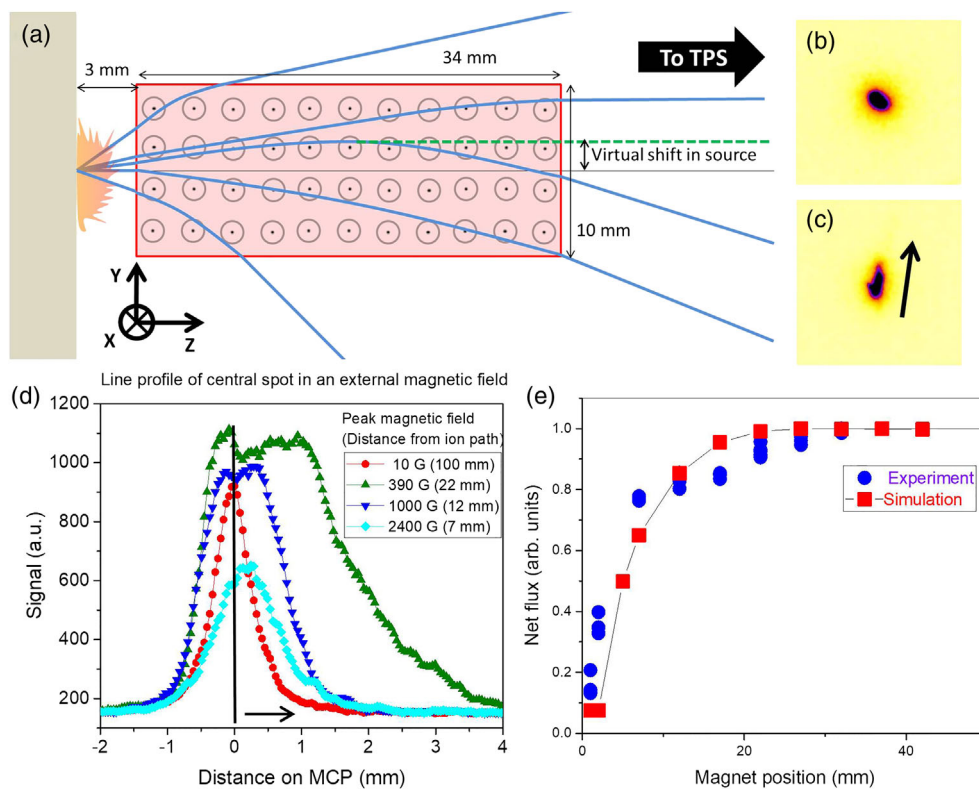 (a)
3 mm
34 mm
To TPS
Virtual shift in source
10 mm
Y
X
Z
(b)
(c)
Line profile of central spot in an external magnetic field
(d)
1200
1000
800
600
400
200
Signal (a.u.)
Peak magnetic field
(Distance from ion path)
10 G (100 mm)
390 G (22 mm)
1000 G (12 mm)
2400 G (7 mm)
-2 -1 0 1 2 3 4
Distance on MCP (mm)
(e)
1.0
0.8
0.6
0.4
0.2
0.0
Net flux (arb. units)
Experiment
Simulation
0 20 40
Magnet position (mm)